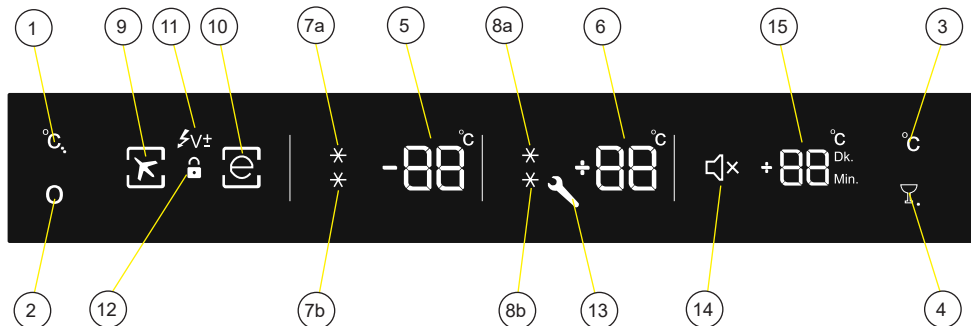 1 9 11 10 7a 5 8a 6 15 3
°C V± °C °C °C °C
e -88 +88 +88 Dk.
O Min.
2 12 7b 8b 13 14 4